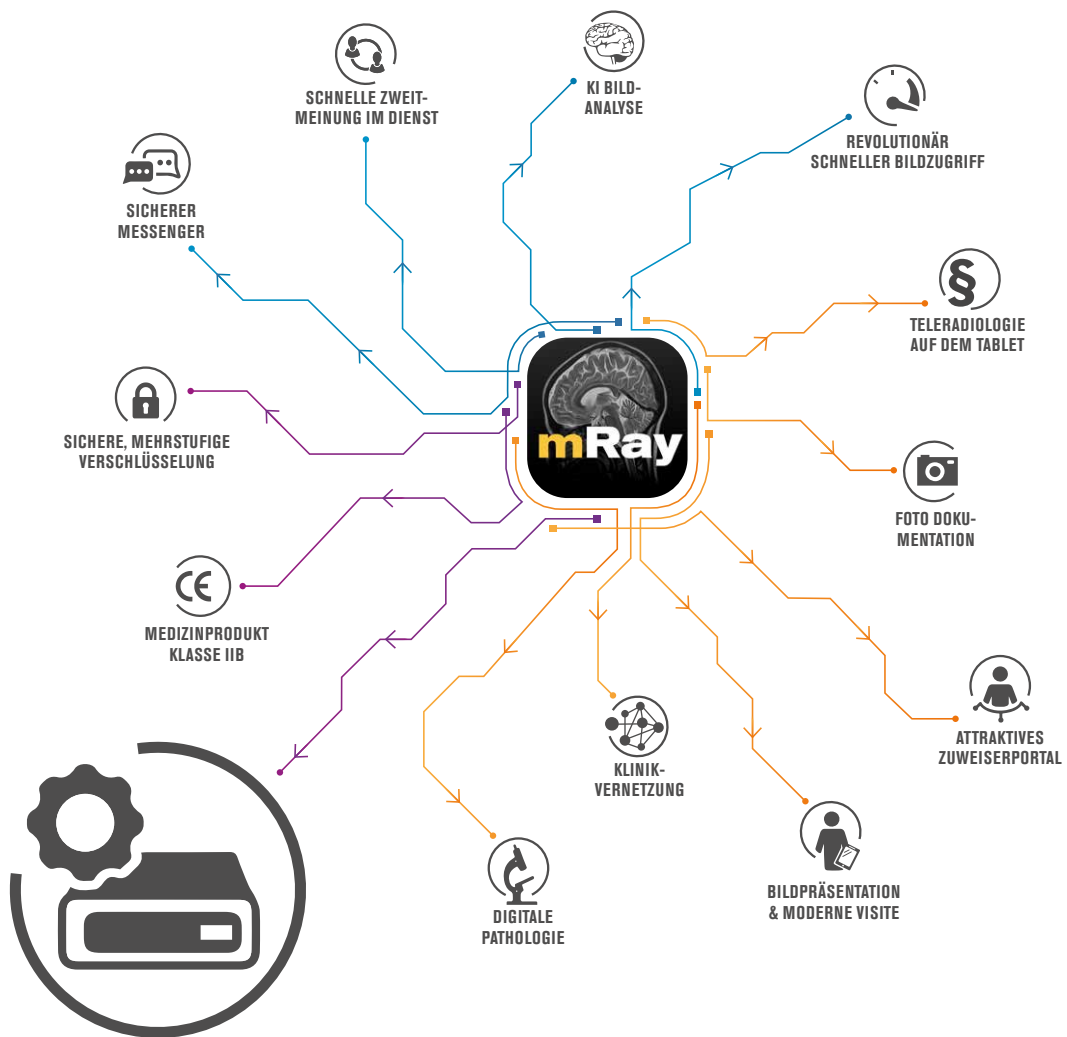 KI BILD-
ANALYSE
SCHNELLE ZWEIT-
MEINUNG IM DIENST
REVOLUTIONÄR
SCHNELLER BILDZUGRIFF
SICHERER
MESSENGER
§
TELERADIOLOGIE
AUF DEM TABLET
mRay
SICHERE, MEHRSTUFIGE
VERSCHLÜSSELUNG
FOTO DOKU-
MENTATION
CE
MEDIZINPRODUKT
KLASSE IIB
ATTRAKTIVES
ZUWEISERPORTAL
KLINIK-
VERNETZUNG
BILDPRÄSENTATION
& MODERNE VISITE
DIGITALE
PATHOLOGIE